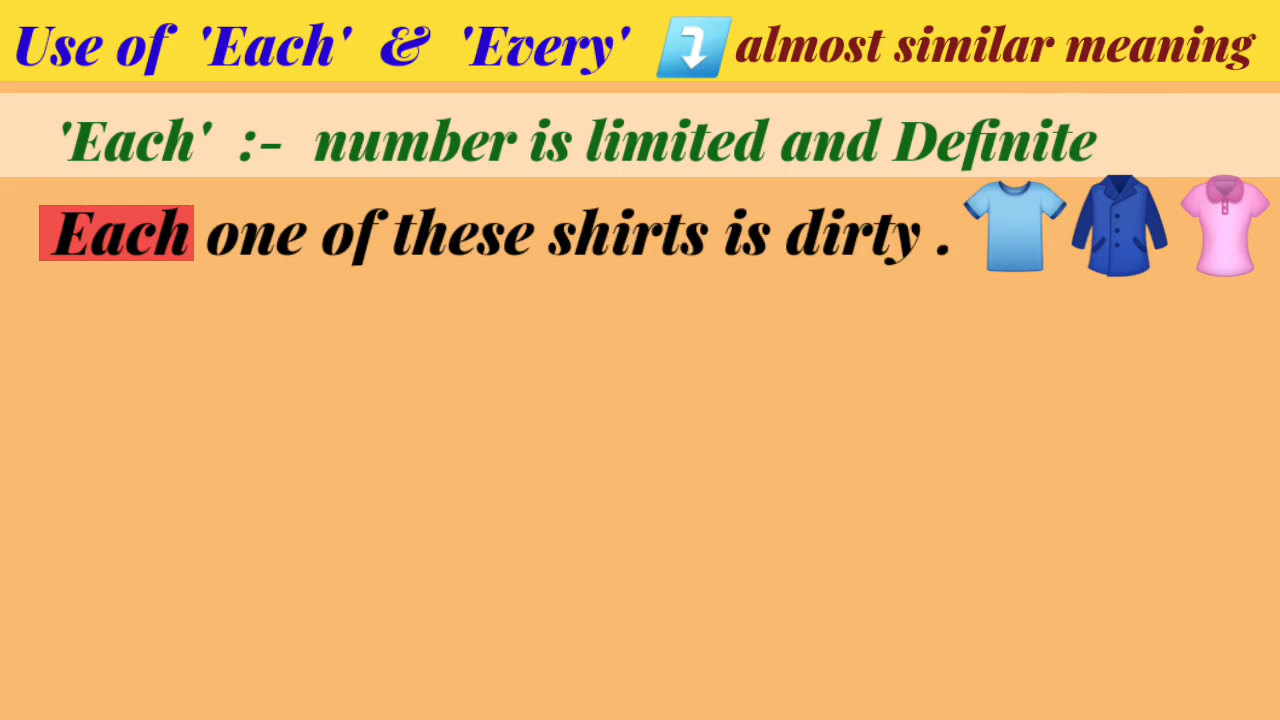 Use of 'Each' & 'Every' ⤵️ almost similar meaning
'Each' :- number is limited and Definite
Each one of these shirts is dirty . 👕🧥👚